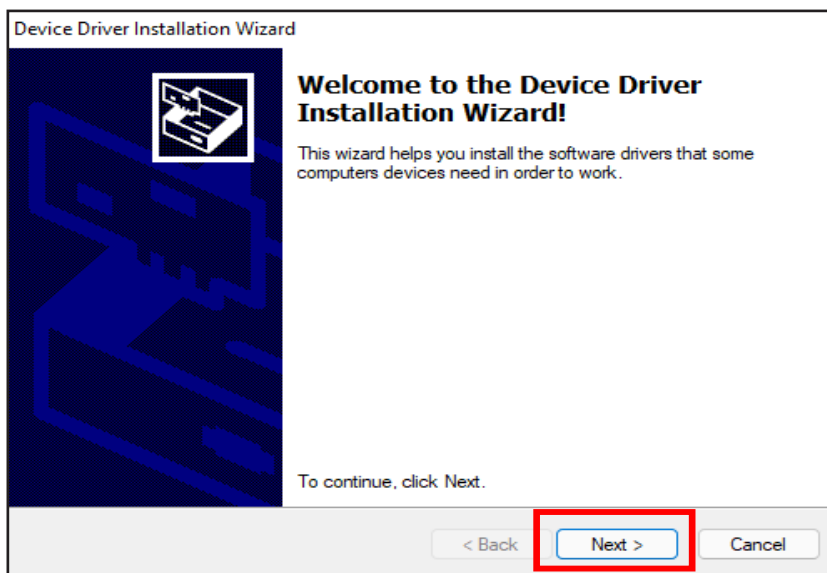 Device Driver Installation Wizard
Welcome to the Device Driver
Installation Wizard!
This wizard helps you install the software drivers that some
computers devices need in order to work.
To continue, click Next.
< Back
Next >
Cancel